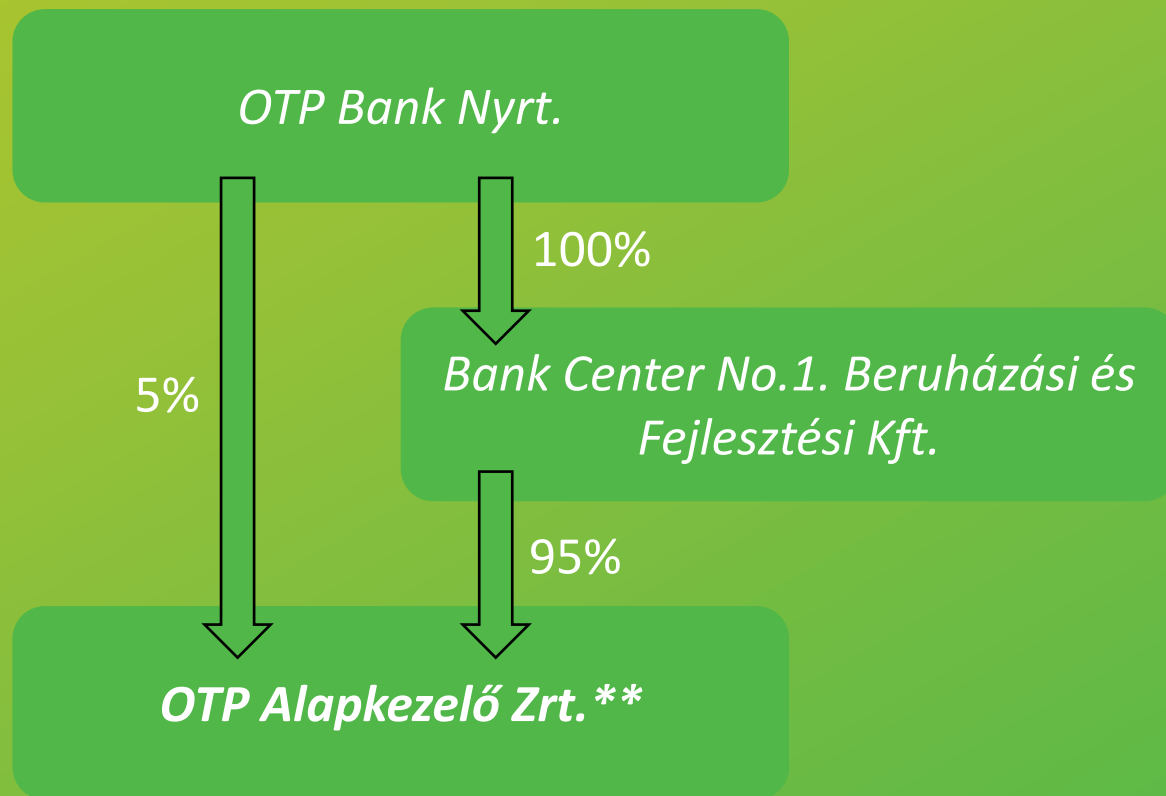 OTP Bank Nyrt.
100%
5%
Bank Center No.1. Beruházási és
Fejlesztési Kft.
95%
OTP Alapkezelő Zrt.**